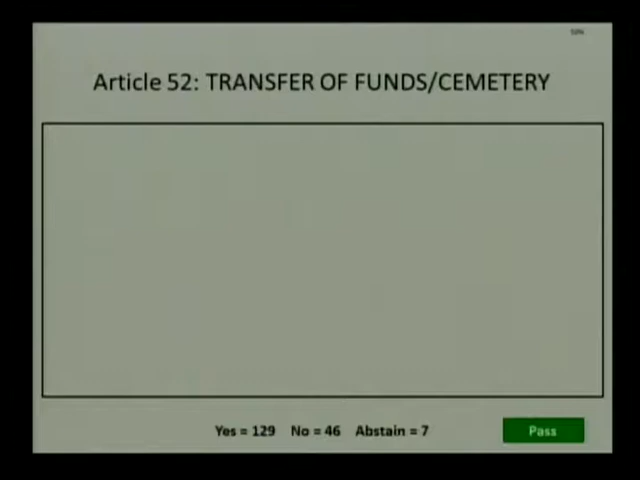 Article 52: TRANSFER OF FUNDS/CEMETERY
Yes = 129 No = 46 Abstain = 7
Pass